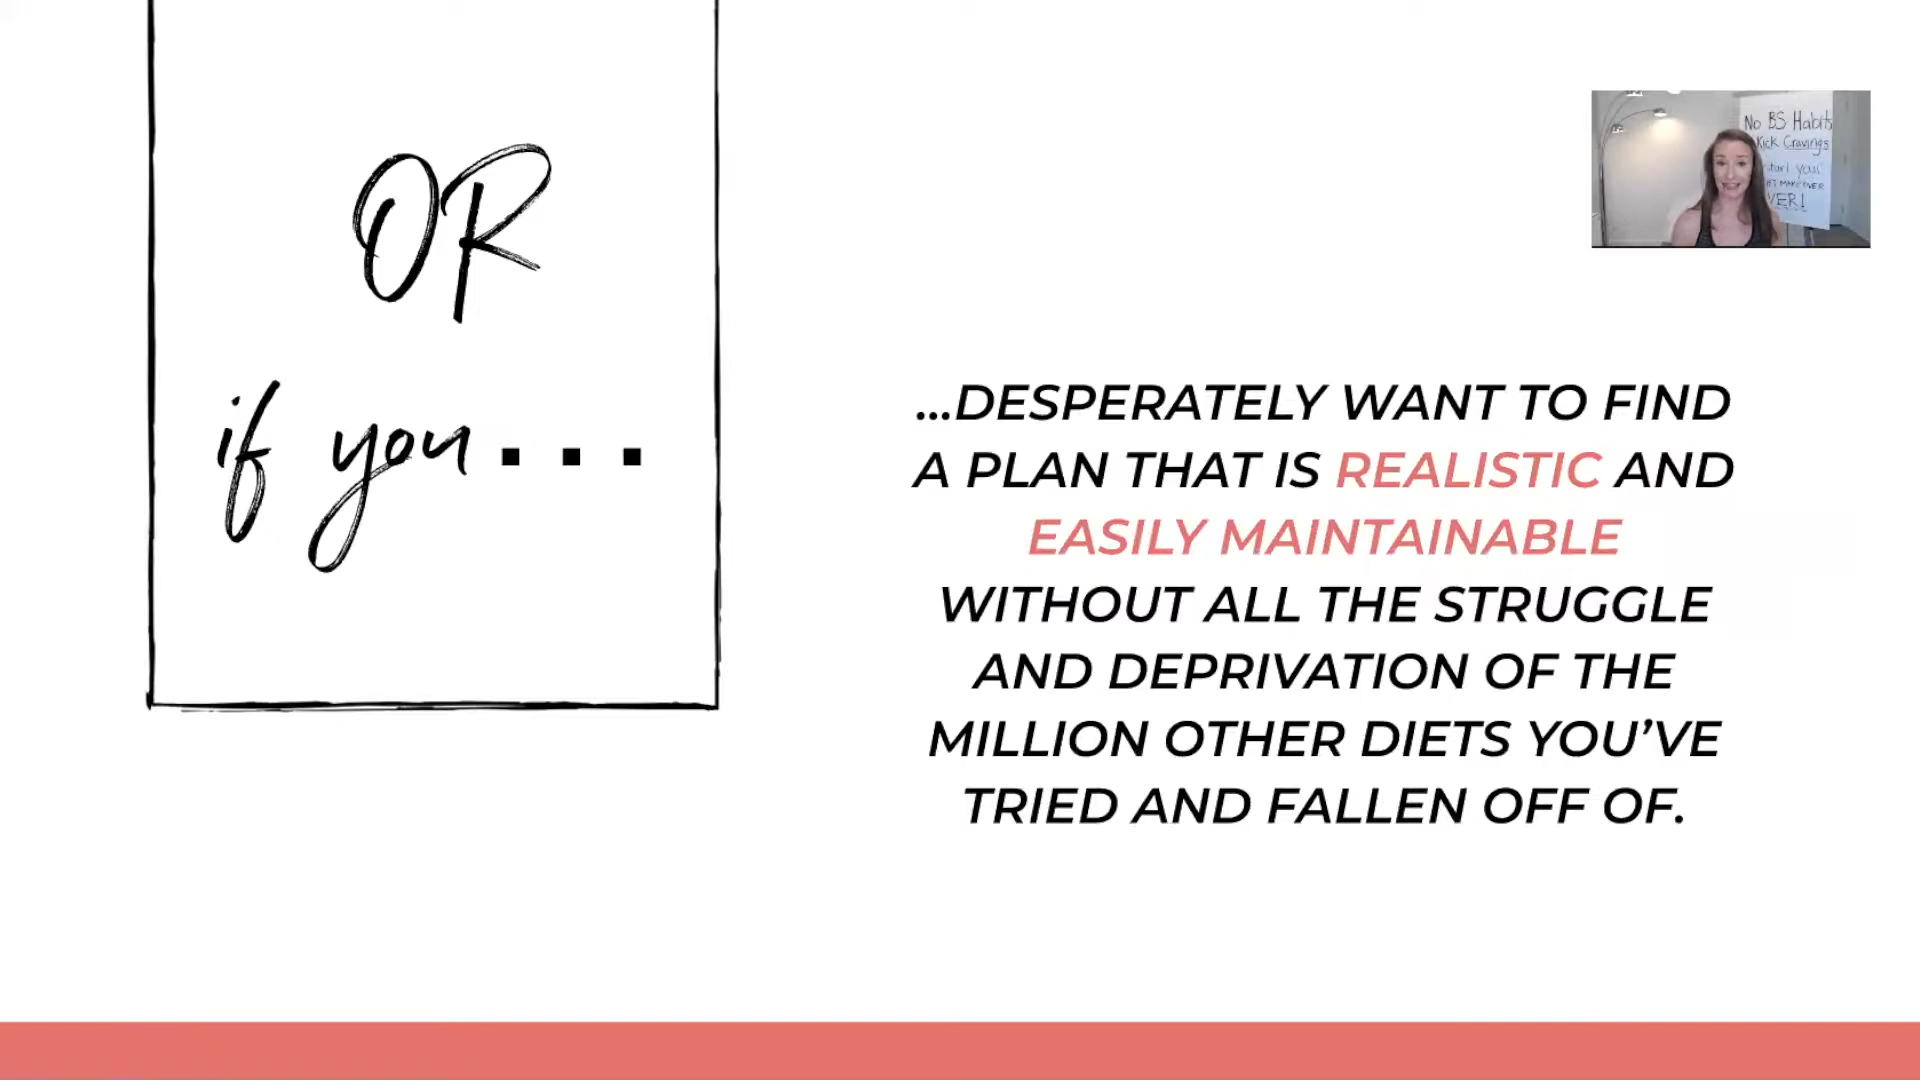 OR
if you...
...DESPERATELY WANT TO FIND
A PLAN THAT IS REALISTIC AND
EASILY MAINTAINABLE
WITHOUT ALL THE STRUGGLE
AND DEPRIVATION OF THE
MILLION OTHER DIETS YOU’VE
TRIED AND FALLEN OFF OF.
No BS Habits
Kick Cravings
your